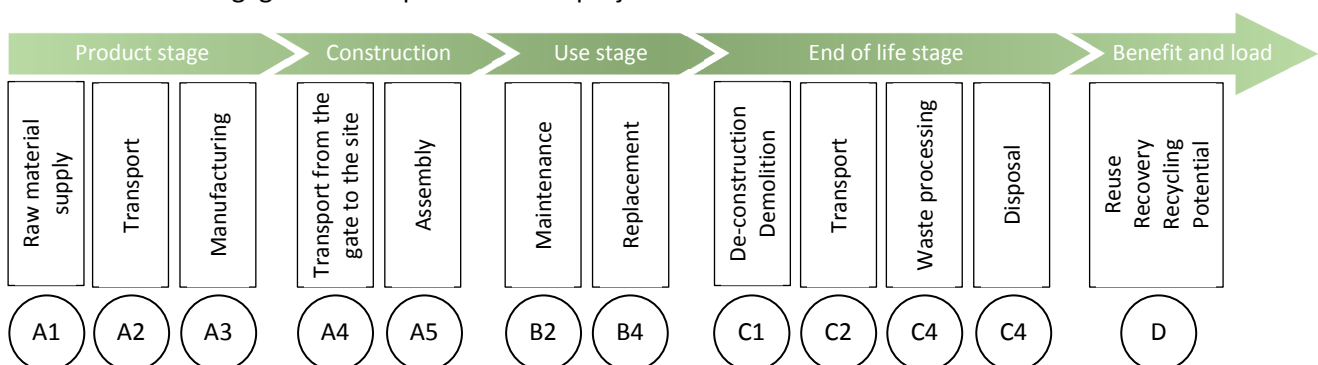 Product stage
Construction
Use stage
End of life stage
Benefit and load
Raw material
supply
Transport
Manufacturing
Transport from the
gate to the site
Assembly
Maintenance
Replacement
De-construction
Demolition
Transport
Waste processing
Disposal
Reuse
Recovery
Recycling
Potential
A1
A2
A3
A4
A5
B2
B4
C1
C2
C4
C4
D